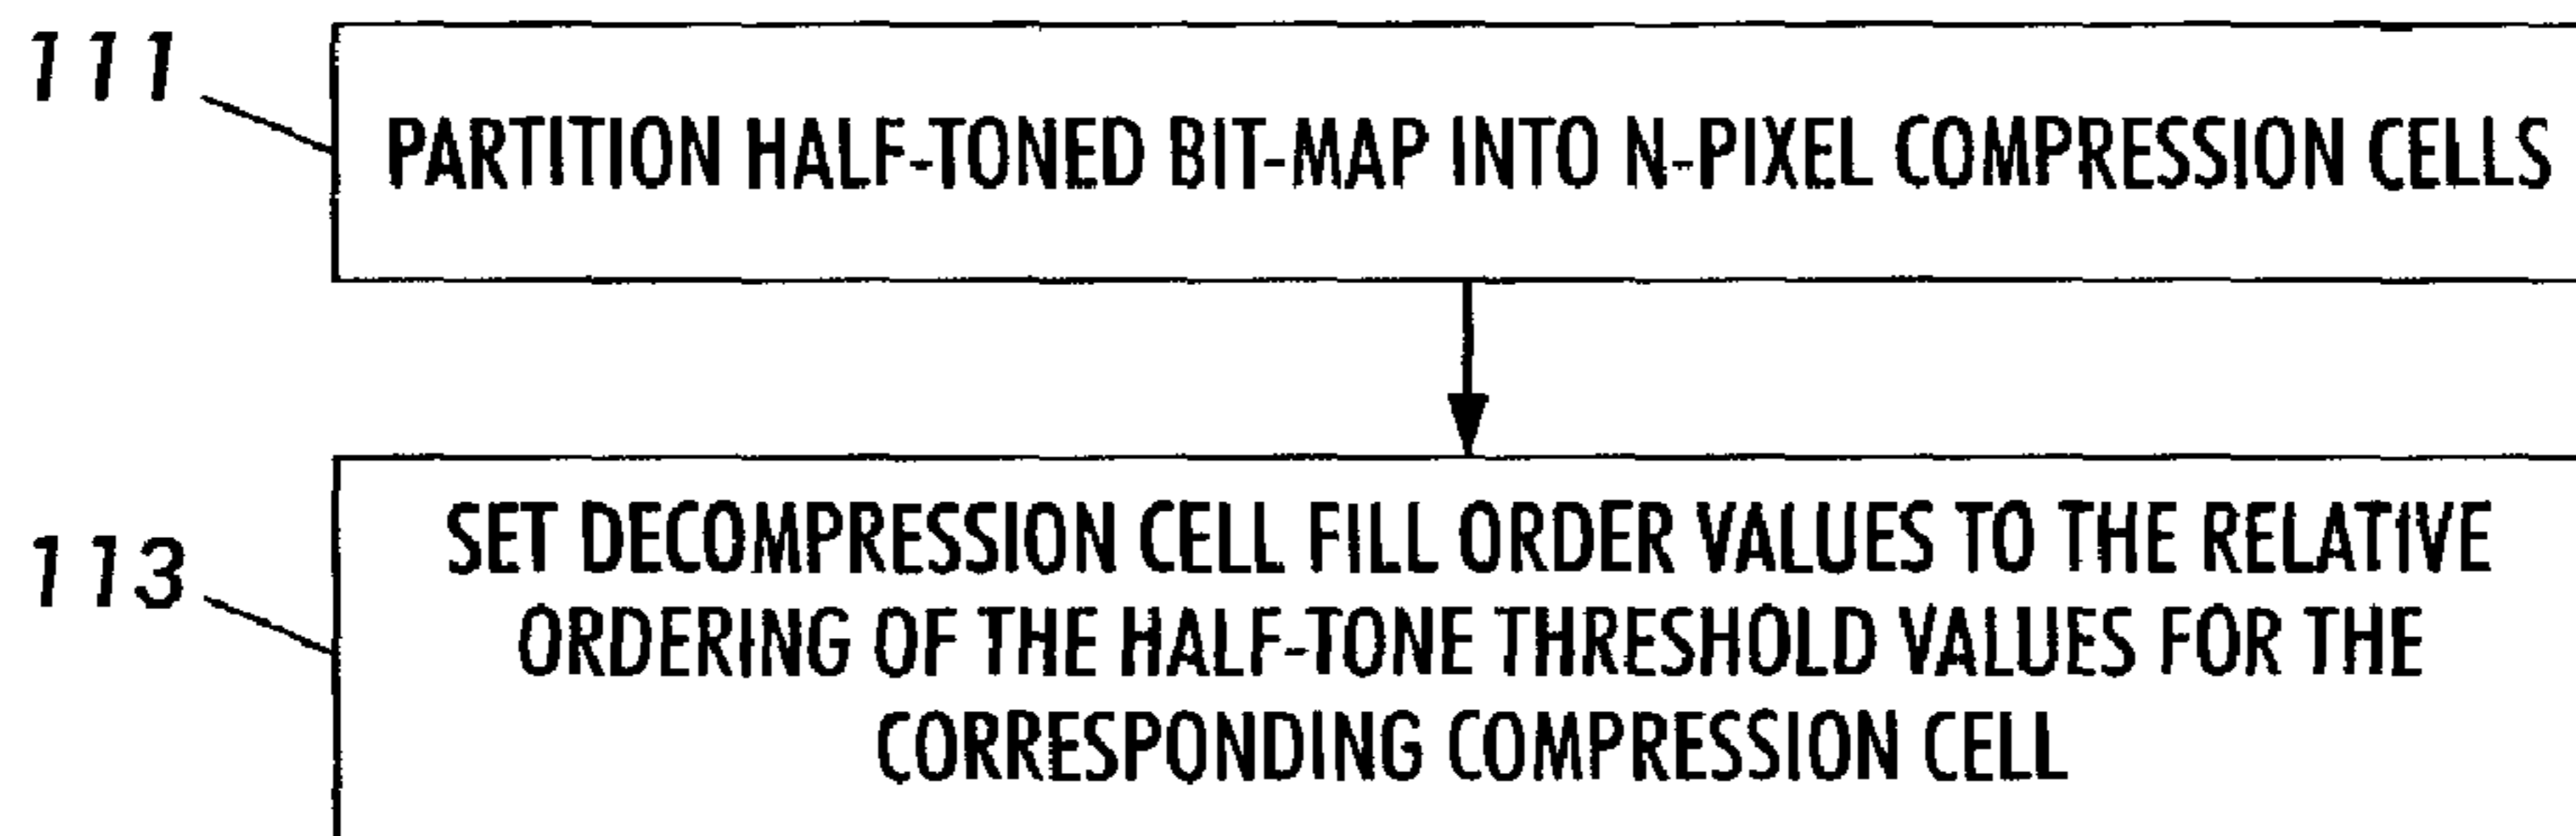 111
PARTITION HALF-TONED BIT-MAP INTO N-PIXEL COMPRESSION CELLS
113
SET DECOMPRESSION CELL FILL ORDER VALUES TO THE RELATIVE
ORDERING OF THE HALF-TONE THRESHOLD VALUES FOR THE
CORRESPONDING COMPRESSION CELL